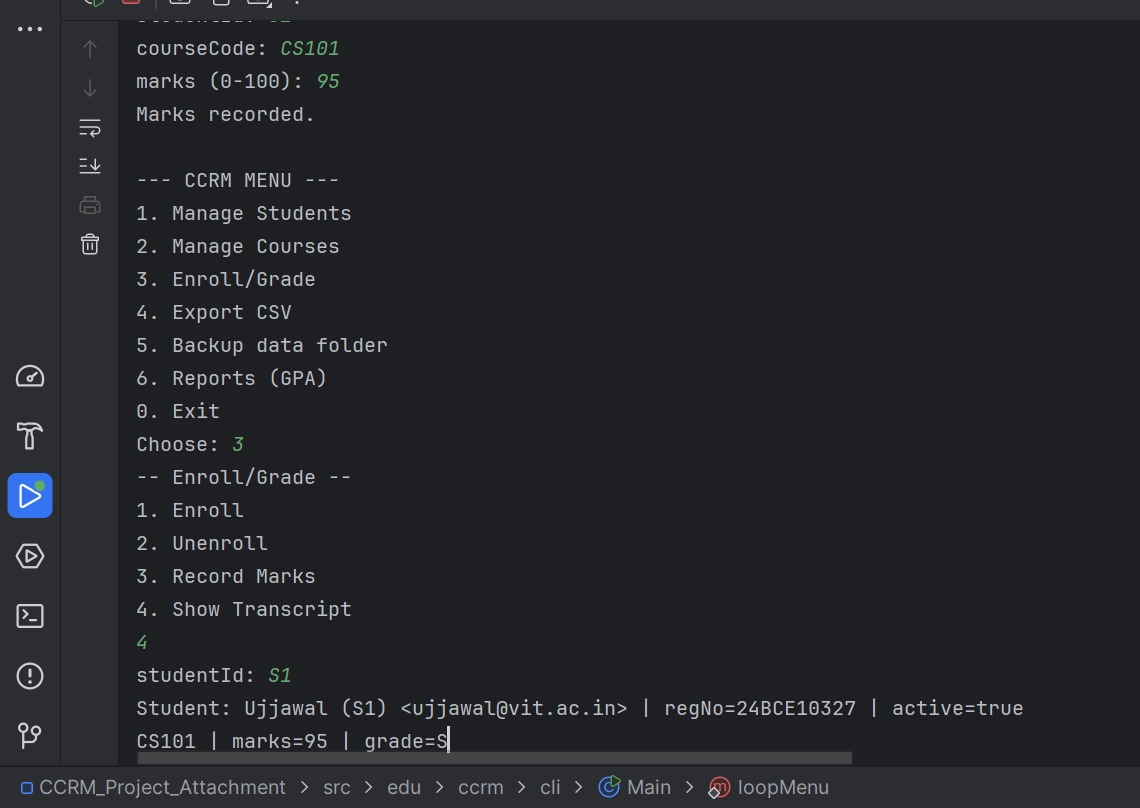 courseCode: CS101
marks (0-100): 95
Marks recorded.
--- CCRM MENU ---
1. Manage Students
2. Manage Courses
3. Enroll/Grade
4. Export CSV
5. Backup data folder
6. Reports (GPA)
0. Exit
Choose: 3
-- Enroll/Grade --
1. Enroll
2. Unenroll
3. Record Marks
4. Show Transcript
4
studentId: S1
Student: Ujjawal (S1) <ujjawal@vit.ac.in> | regNo=24BCE10327 | active=true
CS101 | marks=95 | grade=S
CCRM_Project_Attachment > src > edu > ccrm > cli > Main > loopMenu